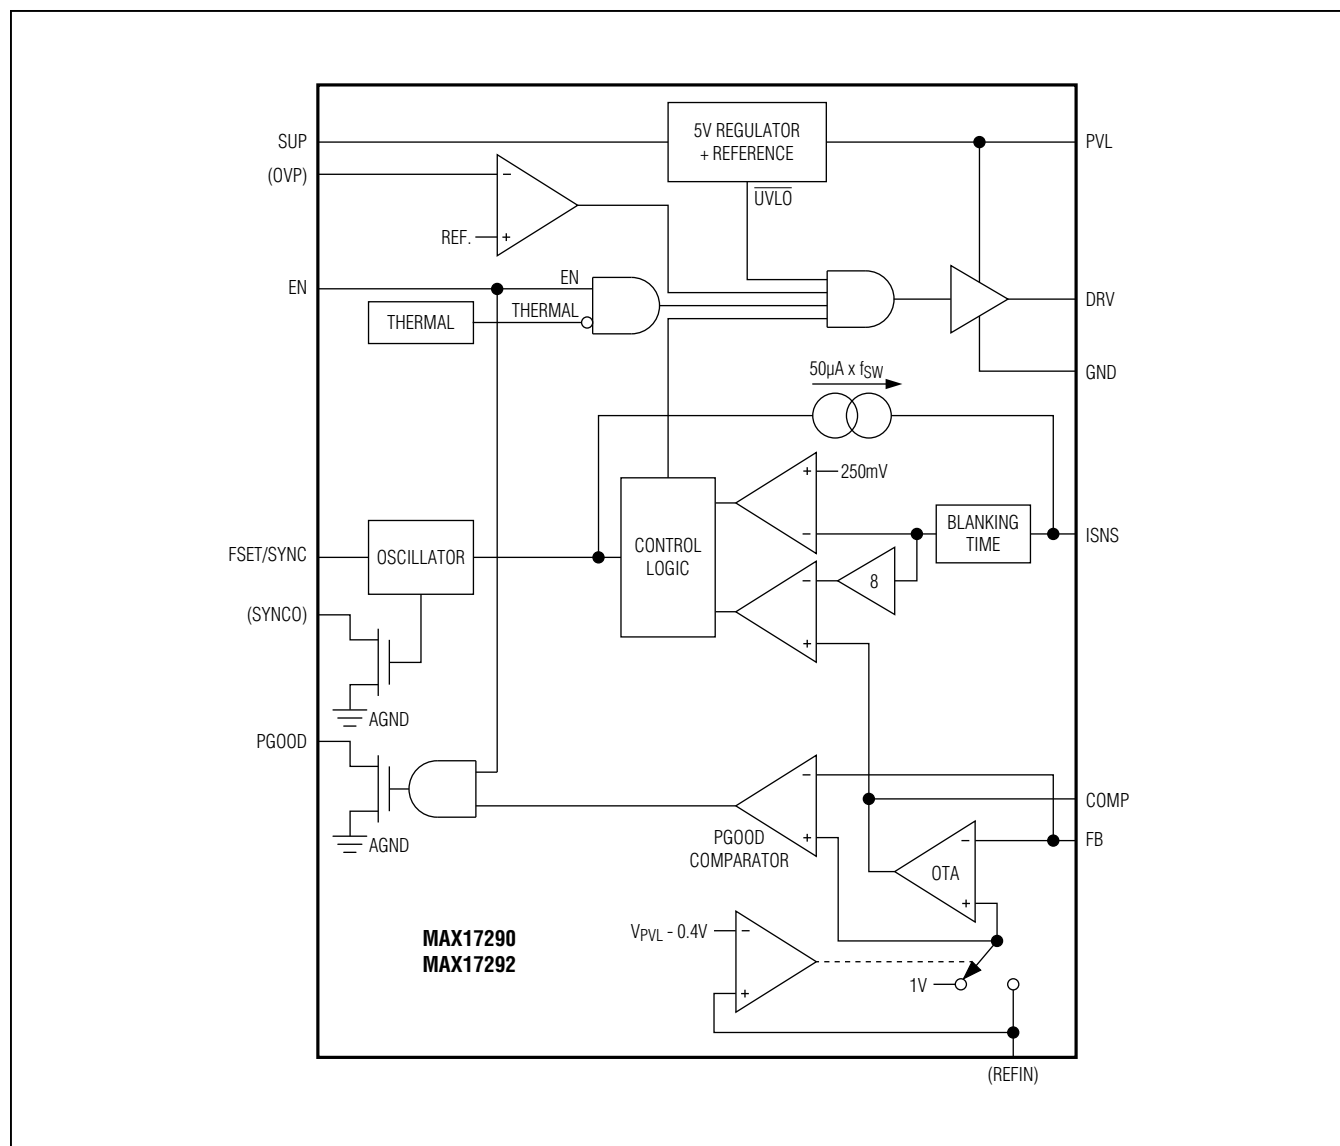 SUP
5V REGULATOR
+ REFERENCE
PVL
(OVP)
−
UVLO
REF.
+
EN
EN
THERMAL
THERMAL
DRV
GND
50µA x fSW
+
250mV
−
BLANKING
TIME
ISNS
FSET/SYNC
OSCILLATOR
CONTROL
LOGIC
−
8
(SYNCO)
+
AGND
PGOOD
−
COMP
+
PGOOD
COMPARATOR
AGND
−
FB
OTA
+
MAX17290
MAX17292
VPVL - 0.4V
−
+
1V
(REFIN)